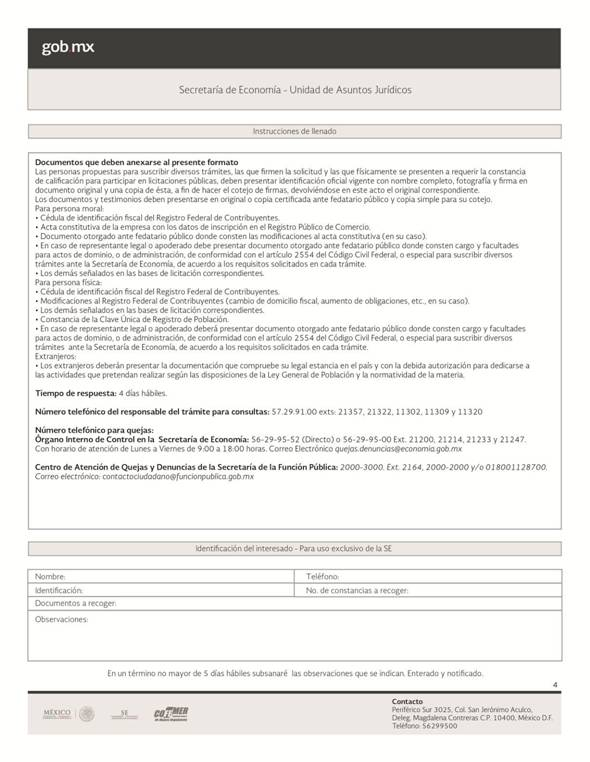 gob.mx
Secretaría de Economía - Unidad de Asuntos Jurídicos
Instrucciones de llenado
Documentos que deben anexarse al presente formato
Las personas propuestas para suscribir diversos trámites, las que firmen la solicitud y las que físicamente se presenten a requerir la constancia
de calificación para participar en licitaciones públicas, deben presentar identificación oficial vigente con nombre completo, fotografía y firma en
documento original y una copia de ésta, a fin de hacer el cotejo de firmas, devolviéndose en este acto el original correspondiente.
Los documentos y testimonios deben presentarse en original o copia certificada ante fedatario público y copia simple para su cotejo.
Para persona moral:
• Cédula de identificación fiscal del Registro Federal de Contribuyentes.
• Acta constitutiva de la empresa con los datos de inscripción en el Registro Público de Comercio.
• Documento otorgado ante fedatario público donde consten las modificaciones al acta constitutiva (en su caso).
• En caso de representante legal o apoderado debe presentar documento otorgado ante fedatario público donde consten cargo y facultades
para actos de dominio, o de administración, de conformidad con el artículo 2554 del Código Civil Federal, o especial para suscribir diversos
trámites ante la Secretaría de Economía, de acuerdo a los requisitos solicitados en cada trámite.
• Los demás señalados en las bases de licitación correspondientes.
Para persona física:
• Cédula de identificación fiscal del Registro Federal de Contribuyentes.
• Modificaciones al Registro Federal de Contribuyentes (cambio de domicilio fiscal, aumento de obligaciones, etc., en su caso).
• Los demás señalados en las bases de licitación correspondientes.
• Constancia de la Clave Única de Registro de Población.
• En caso de representante legal o apoderado deberá presentar documento otorgado ante fedatario público donde consten cargo y facultades
para actos de dominio, o de administración, de conformidad con el artículo 2554 del Código Civil Federal, o especial para suscribir diversos
trámites ante la Secretaría de Economía, de acuerdo a los requisitos solicitados en cada trámite.
Extranjeros:
• Los extranjeros deberán presentar la documentación que compruebe su legal estancia en el país y con la debida autorización para dedicarse a
las actividades que pretendan realizar según las disposiciones de la Ley General de Población y la normatividad de la materia.
Tiempo de respuesta: 4 días hábiles.
Número telefónico del responsable del trámite para consultas: 57.29.91.00 exts: 21357, 21322, 11302, 11309 y 11320
Número telefónico para quejas:
Órgano Interno de Control en la Secretaría de Economía: 56-29-95-52 (Directo) o 56-29-95-00 Ext. 21200, 21214, 21233 y 21247.
Con horario de atención de Lunes a Viernes de 9:00 a 18:00 horas. Correo Electrónico quejas.denuncias@economia.gob.mx
Centro de Atención de Quejas y Denuncias de la Secretaría de la Función Pública: 2000-3000, Ext. 2164, 2000-2000 y/o 018001128700,
Correo electrónico: contactociudadano@funcionpublica.gob.mx
Identificación del interesado - Para uso exclusivo de la SE
Nombre: Teléfono:
Identificación: No. de constancias a recoger:
Documentos a recoger:
Observaciones:
En un término no mayor de 5 días hábiles subsanaré las observaciones que se indican. Enterado y notificado.
4
MÉXICO
SE
COFEMER
Contacto
Periférico Sur 3025, Col. San Jerónimo Aculco,
Deleg. Magdalena Contreras C.P. 10400, México D.F.
Teléfono: 56299500